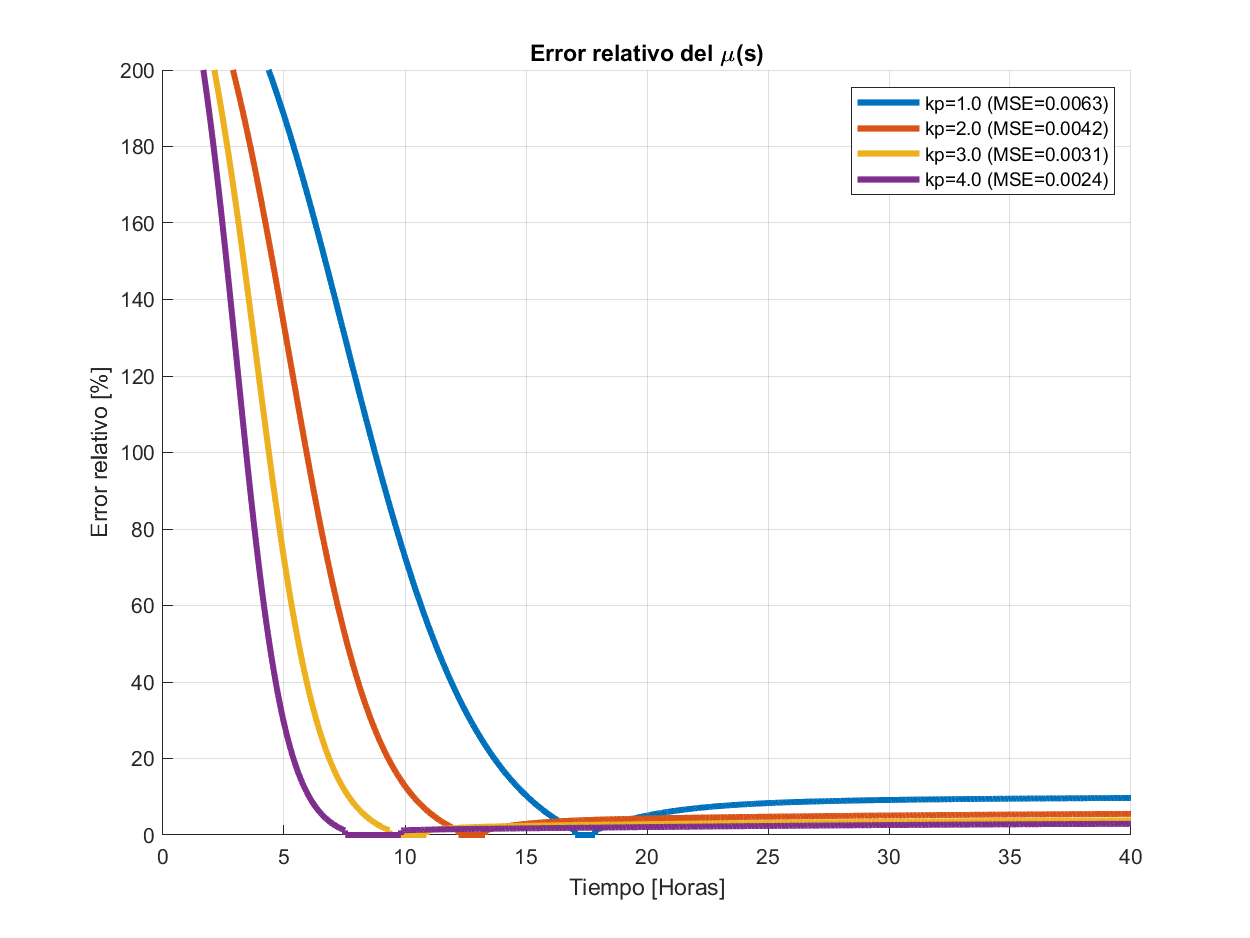 Error relativo del μ(s)
200
180
160
140
120
100
80
60
40
20
0
Error relativo [%]
kp=1.0 (MSE=0.0063)
kp=2.0 (MSE=0.0042)
kp=3.0 (MSE=0.0031)
kp=4.0 (MSE=0.0024)
0 5 10 15 20 25 30 35 40
Tiempo [Horas]